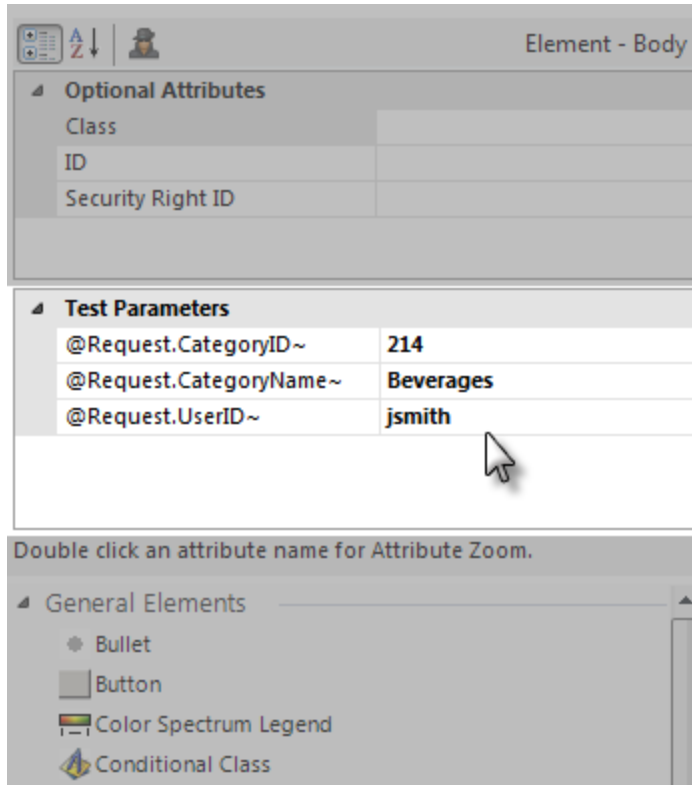 Element - Body
Optional Attributes
Class
ID
Security Right ID
Test Parameters
@Request.CategoryID~ 214
@Request.CategoryName~ Beverages
@Request.UserID~ jsmith
Double click an attribute name for Attribute Zoom.
General Elements
Bullet
Button
Color Spectrum Legend
Conditional Class